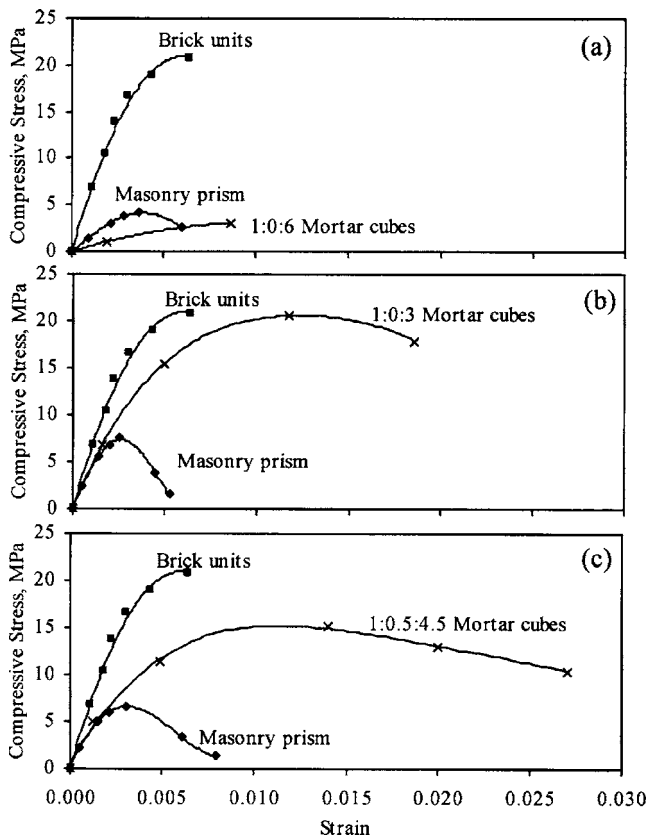 (a)
Brick units
Masonry prism
1:0:6 Mortar cubes
Compressive Stress, MPa
25
20
15
10
5
0
(b)
Brick units
1:0:3 Mortar cubes
Masonry prism
Compressive Stress, MPa
25
20
15
10
5
0
(c)
Brick units
1:0.5:4.5 Mortar cubes
Masonry prism
Compressive Stress, MPa
25
20
15
10
5
0
0.000 0.005 0.010 0.015 0.020 0.025 0.030
Strain